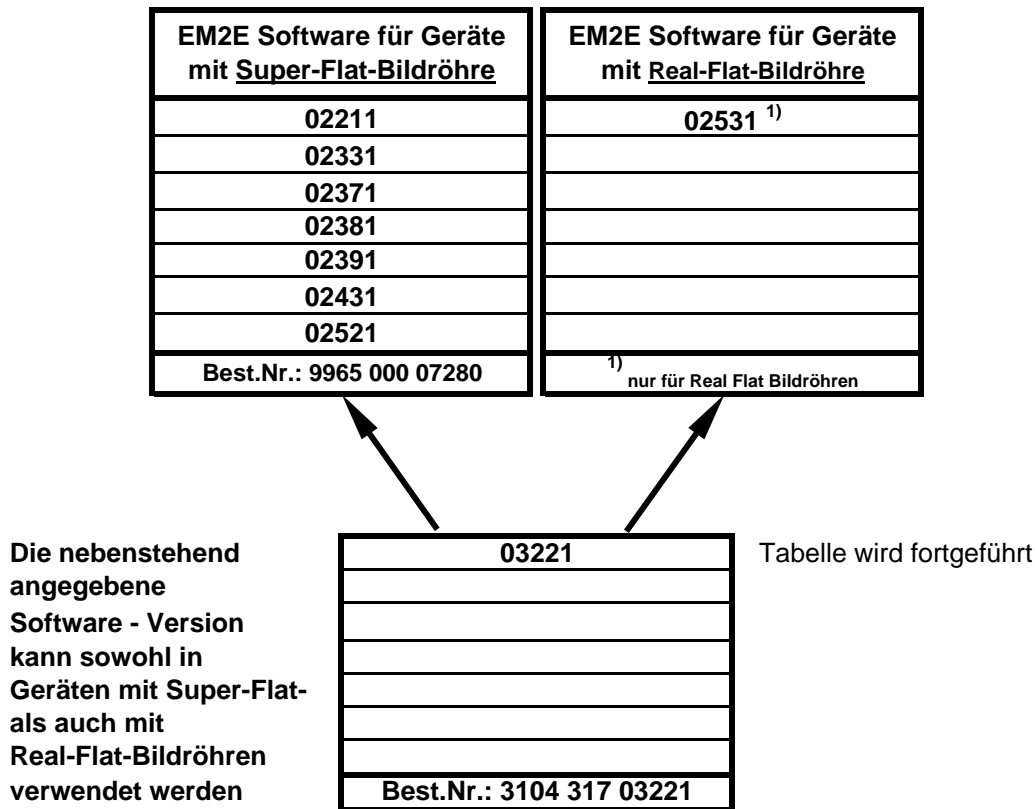 EM2E Software für Geräte
mit Super-Flat-Bildröhre
02211
02331
02371
02381
02391
02431
02521
Best.Nr.: 9965 000 07280
EM2E Software für Geräte
mit Real-Flat-Bildröhre
02531 1)
1)
nur für Real Flat Bildröhren
Die nebenstehend
angegebene
Software - Version
kann sowohl in
Geräten mit Super-Flat-
als auch mit
Real-Flat-Bildröhren
verwendet werden
03221
Best.Nr.: 3104 317 03221
Tabelle wird fortgeführt